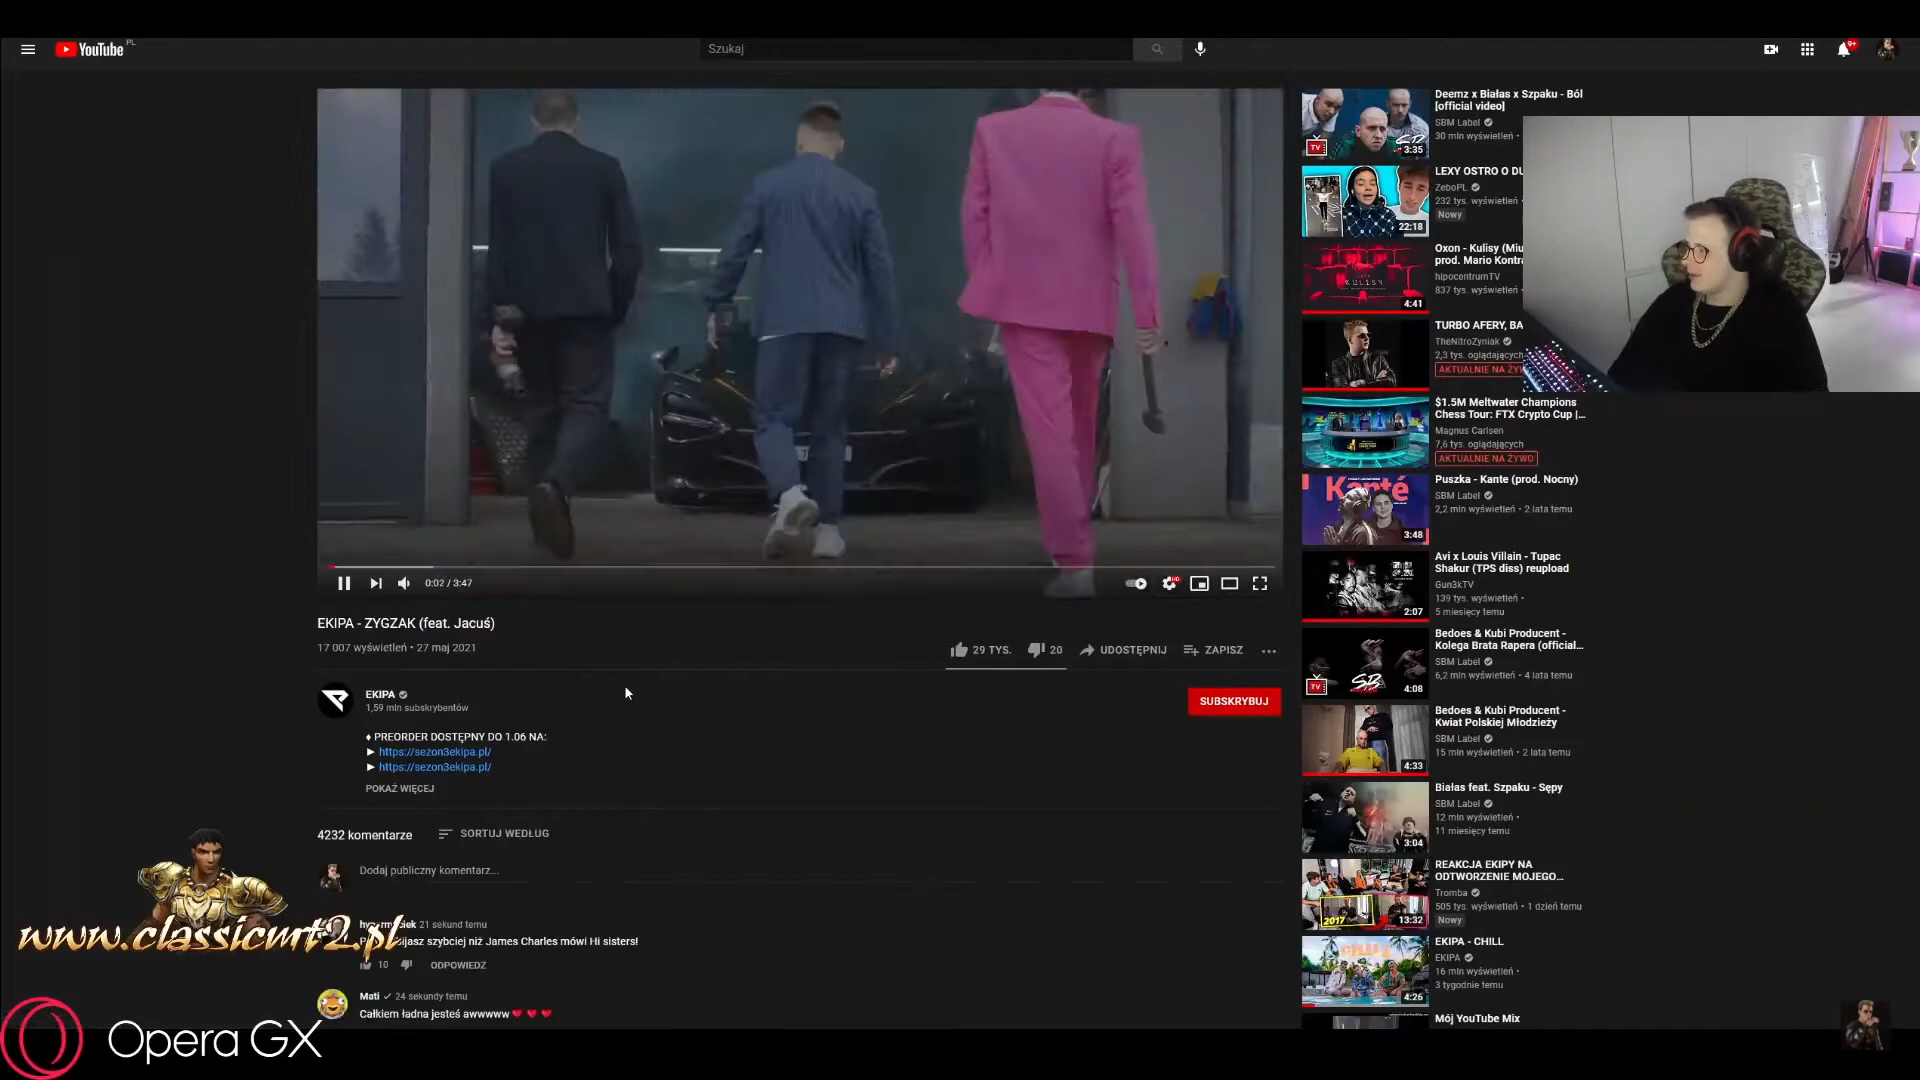 YouTube PL
Szukaj
9+
0:02 / 3:47
EKIPA - ZYGZAK (feat. Jacuś)
17 007 wyświetleń • 27 maj 2021
29 TYS.
20
UDOSTĘPNIJ
ZAPISZ
EKIPA
1,59 mln subskrybentów
SUBSKRYBUJ
♦ PREORDER DOSTĘPNY DO 1.06 NA:
► https://sezon3ekipa.pl/
► https://sezon3ekipa.pl/
POKAŻ WIĘCEJ
4232 komentarze
SORTUJ WEDŁUG
Dodaj publiczny komentarz...
21 sekund temu
szybciej niż James Charles mówi Hi sisters!
10
ODPOWIEDZ
Mati ✓ 24 sekundy temu
Całkiem ładna jesteś awwwww
www.classicmt2.pl
Opera GX
Deemz x Białas x Szpaku - Ból
[official video]
SBM Label
30 mln wyświetleń •
TV
3:35
LEXY OSTRO O DU
ZeboPL
232 tys. wyświetleń •
Nowy
22:18
Oxon - Kulisy (Miu
prod. Mario Kontra
hipocentrumTV
837 tys. wyświetleń •
KULISY
4:41
TURBO AFERY, BA
TheNitroZyniak
2,3 tys. oglądających
AKTUALNIE NA ŻYW
$1.5M Meltwater Champions
Chess Tour: FTX Crypto Cup |...
Magnus Carlsen
7,6 tys. oglądających
AKTUALNIE NA ŻYWO
Puszka - Kante (prod. Nocny)
SBM Label
2,2 mln wyświetleń • 2 lata temu
Kanté
3:48
Avi x Louis Villain - Tupac
Shakur (TPS diss) reupload
Gun3kTV
139 tys. wyświetleń •
5 miesięcy temu
2:07
Bedoes & Kubi Producent -
Kolega Brata Rapera (official...
SBM Label
6,2 mln wyświetleń • 4 lata temu
TV
4:08
Bedoes & Kubi Producent -
Kwiat Polskiej Młodzieży
SBM Label
15 mln wyświetleń • 2 lata temu
4:33
Białas feat. Szpaku - Sępy
SBM Label
12 mln wyświetleń •
11 miesięcy temu
3:04
REAKCJA EKIPY NA
ODTWORZENIE MOJEGO...
Tromba
505 tys. wyświetleń • 1 dzień temu
Nowy
2017
13:32
EKIPA - CHILL
EKIPA
16 mln wyświetleń •
3 tygodnie temu
CHILL
4:26
Mój YouTube Mix